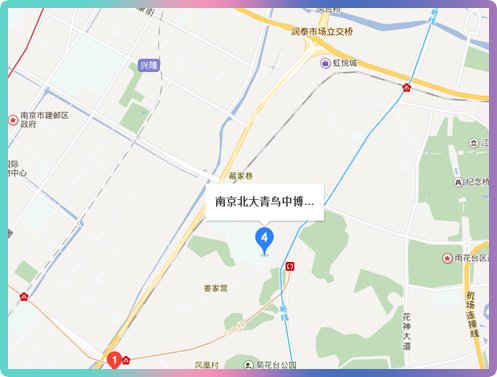 润泰市场立交桥
虹悦城
兴隆
南京市建邺区
政府
江
纪念桥
藏家巷
南京北大青鸟中博...
4
雨花台区政
姜家营
机场连接线
花神大道
1
凤凰村
菊花台公园